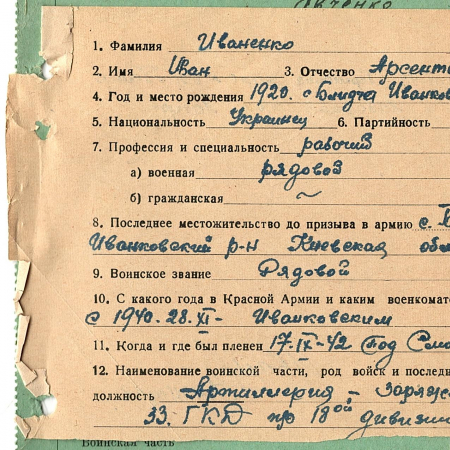 1. Фамилия Иваненко
2. Имя Иван 3. Отчество Арсент
4. Год и место рождения 1920. с Блидча Иванков
5. Национальность Украинец 6. Партийность
7. Профессия и специальность рабочий
а) военная рядовой
б) гражданская ~
8. Последнее местожительство до призыва в армию с.
Иванковский р-н Киевская обл
9. Воинское звание Рядовой
10. С какого года в Красной Армии и каким военкомат
с 1940. 28. XI - Иванковским
11. Когда и где был пленен 17. IX - 42 под
12. Наименование воинской части, род войск и последн
должность Артиллерия - Заряж
33. ГКД 18ой дивизи
Воинская часть